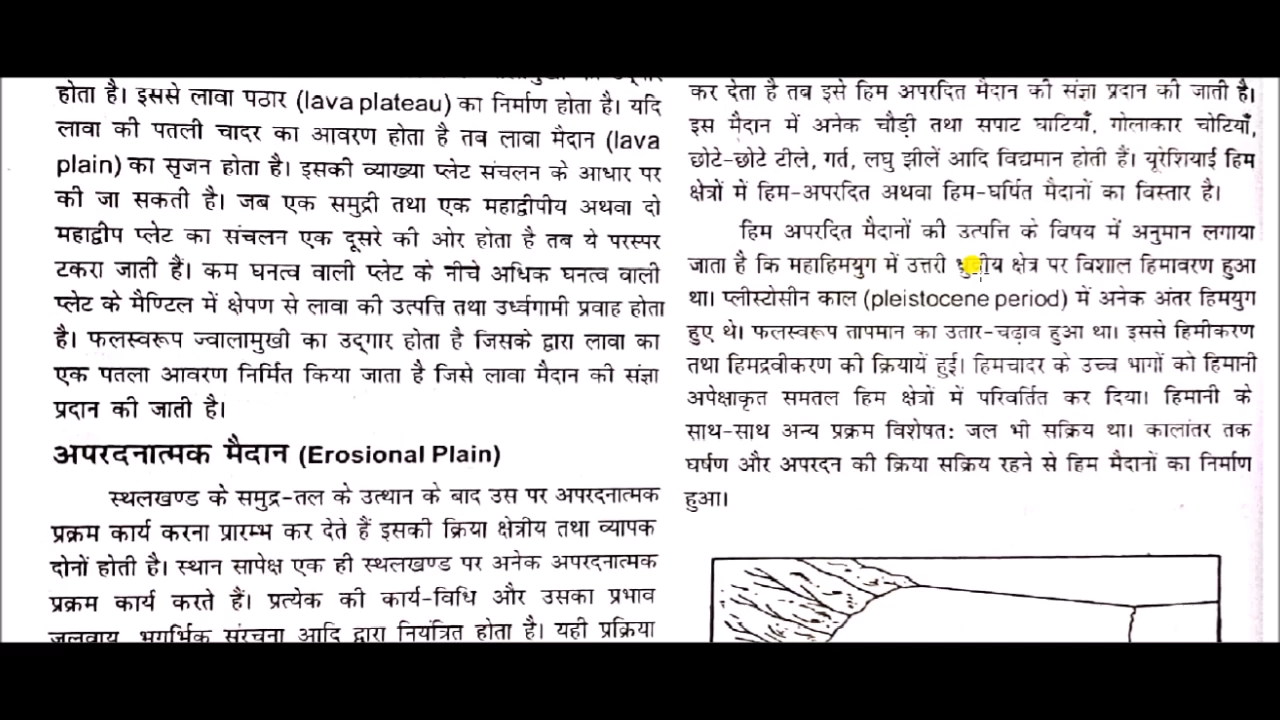 होता है। इससे लावा पठार (lava plateau) का निर्माण होता है। यदि
लावा की पतली चादर का आवरण होता है तब लावा मैदान (lava
plain) का सृजन होता है। इसकी व्याख्या प्लेट संचलन के आधार पर
की जा सकती है। जब एक समुद्री तथा एक महाद्वीपीय अथवा दो
महाद्वीप प्लेट का संचलन एक दूसरे की ओर होता है तब ये परस्पर
टकरा जाती हैं। कम घनत्व वाली प्लेट के नीचे अधिक घनत्व वाली
प्लेट के मैण्टिल में क्षेपण से लावा की उत्पत्ति तथा उर्ध्वगामी प्रवाह होता
है। फलस्वरूप ज्वालामुखी का उद्गार होता है जिसके द्वारा लावा का
एक पतला आवरण निर्मित किया जाता है जिसे लावा मैदान की संज्ञा
प्रदान की जाती है।
अपरदनात्मक मैदान (Erosional Plain)
स्थलखण्ड के समुद्र-तल के उत्थान के बाद उस पर अपरदनात्मक
प्रक्रम कार्य करना प्रारम्भ कर देते हैं इसकी क्रिया क्षेत्रीय तथा व्यापक
दोनों होती है। स्थान सापेक्ष एक ही स्थलखण्ड पर अनेक अपरदनात्मक
प्रक्रम कार्य करते हैं। प्रत्येक की कार्य-विधि और उसका प्रभाव
जलवायु, भूगर्भिक संरचना आदि द्वारा नियंत्रित होता है। यही प्रक्रिया
कर देता है तब इसे हिम अपरदित मैदान की संज्ञा प्रदान की जाती है।
इस मैदान में अनेक चौड़ी तथा सपाट घाटियाँ, गोलाकार चोटियाँ,
छोटे-छोटे टीले, गर्त, लघु झीलें आदि विद्यमान होती हैं। यूरेशियाई हिम
क्षेत्रों में हिम-अपरदित अथवा हिम-घर्षित मैदानों का विस्तार है।
हिम अपरदित मैदानों की उत्पत्ति के विषय में अनुमान लगाया
जाता है कि महाहिमयुग में उत्तरी ध्रुवीय क्षेत्र पर विशाल हिमावरण हुआ
था। प्लीस्टोसीन काल (pleistocene period) में अनेक अंतर हिमयुग
हुए थे। फलस्वरूप तापमान का उतार-चढ़ाव हुआ था। इससे हिमीकरण
तथा हिमद्रवीकरण की क्रियायें हुई। हिमचादर के उच्च भागों को हिमानी
अपेक्षाकृत समतल हिम क्षेत्रों में परिवर्तित कर दिया। हिमानी के
साथ-साथ अन्य प्रक्रम विशेषत: जल भी सक्रिय था। कालांतर तक
घर्षण और अपरदन की क्रिया सक्रिय रहने से हिम मैदानों का निर्माण
हुआ।